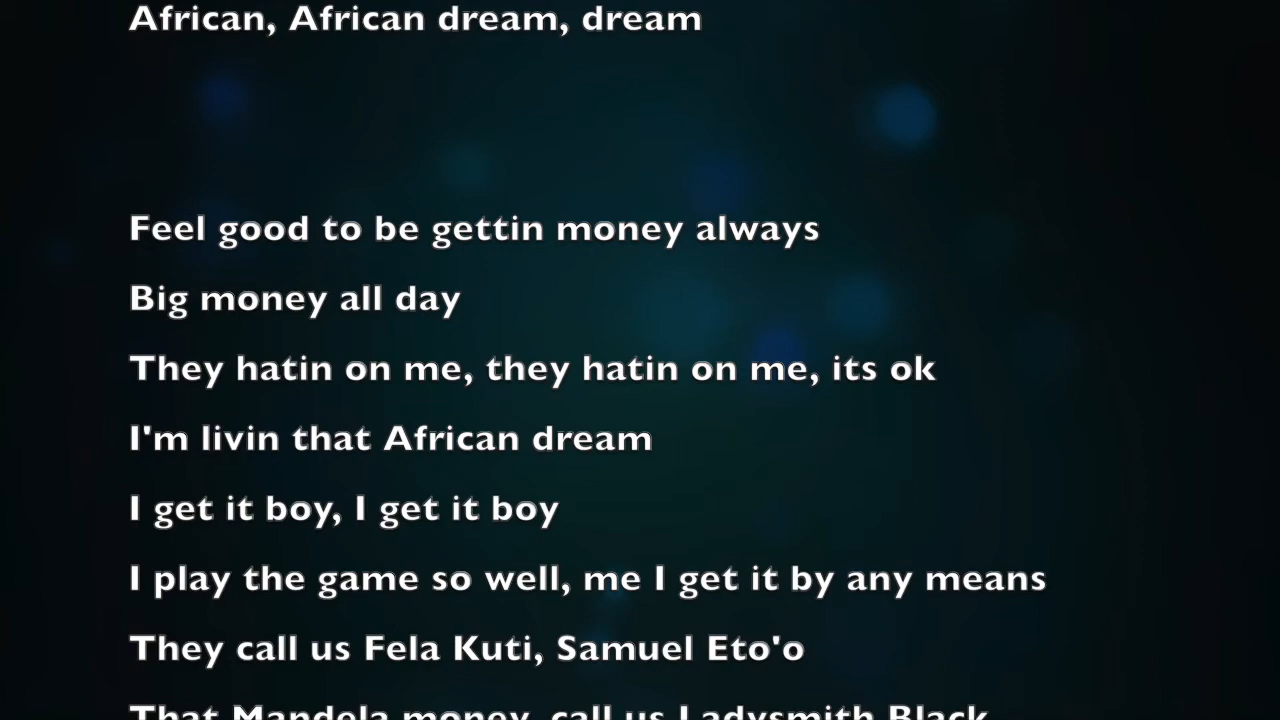 African, African dream, dream
Feel good to be gettin money always
Big money all day
They hatin on me, they hatin on me, its ok
I'm livin that African dream
I get it boy, I get it boy
I play the game so well, me I get it by any means
They call us Fela Kuti, Samuel Eto'o
That Mandela money, call us Ladysmith Black